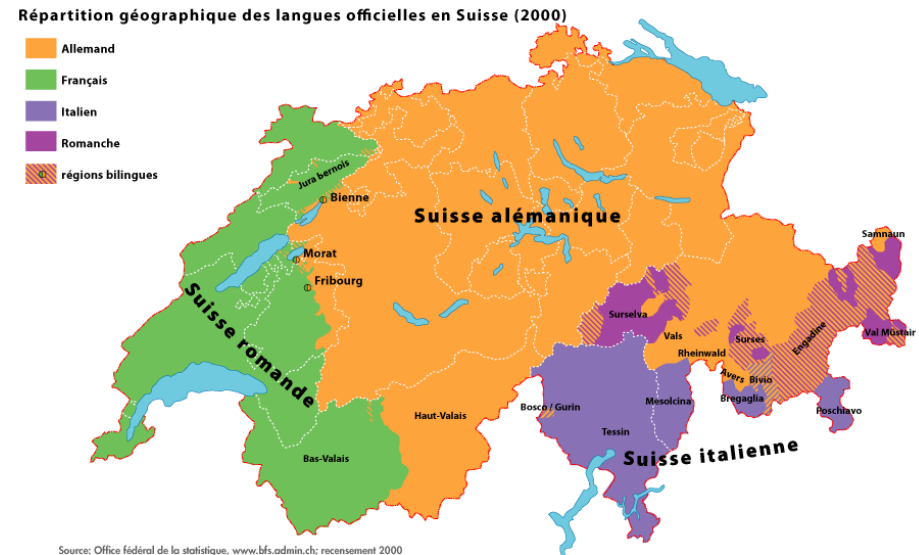 Répartition géographique des langues officielles en Suisse (2000)
Allemand
Français
Italien
Romanche
régions bilingues
Jura bernois
Bienne
Suisse alémanique
Morat
Fribourg
Suisse romande
Samnaun
Surselva
Vals
Surses
Engadine
Val Müstair
Rheinwald
Avers
Bivio
Bregaglia
Bosco / Gurin
Mesolcina
Poschiavo
Haut-Valais
Tessin
Suisse italienne
Bas-Valais
Source: Office fédéral de la statistique, www.bfs.admin.ch; recensement 2000